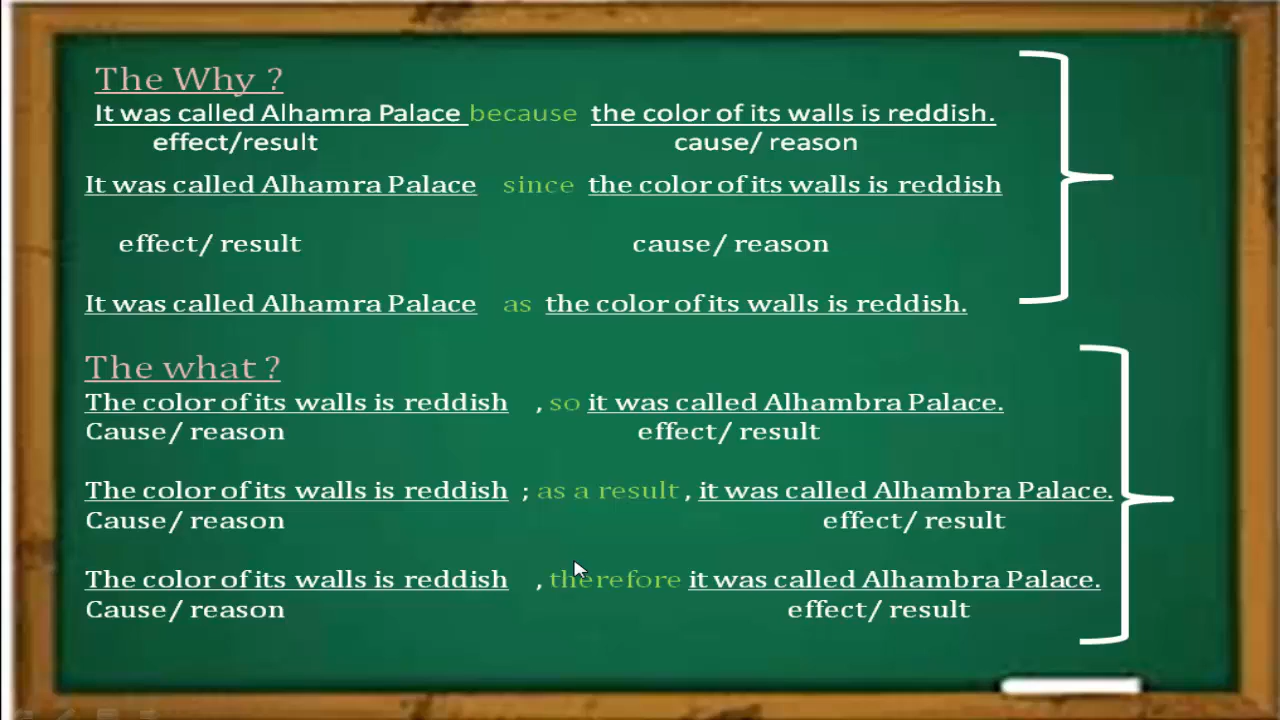 The Why ?
It was called Alhamra Palace because the color of its walls is reddish.
effect/result cause/ reason
It was called Alhamra Palace since the color of its walls is reddish
effect/ result cause/ reason
It was called Alhamra Palace as the color of its walls is reddish.
The what ?
The color of its walls is reddish , so it was called Alhambra Palace.
Cause/ reason effect/ result
The color of its walls is reddish ; as a result , it was called Alhambra Palace.
Cause/ reason effect/ result
The color of its walls is reddish , therefore it was called Alhambra Palace.
Cause/ reason effect/ result